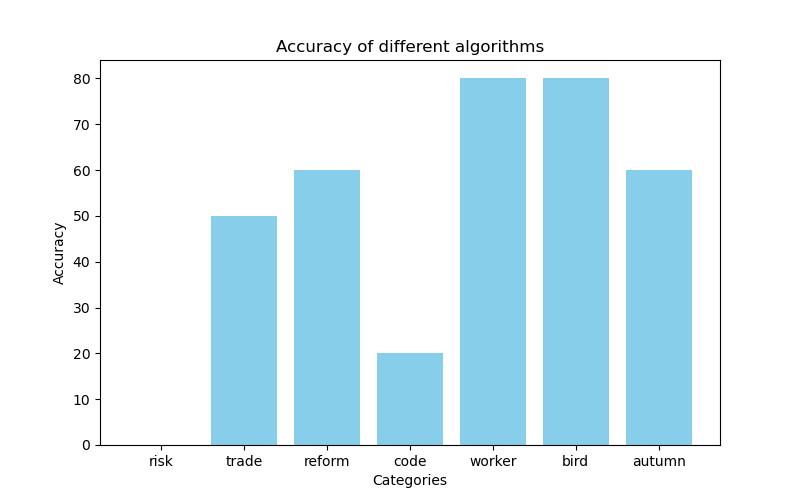 Accuracy of different algorithms
80
70
60
50
40
30
20
10
0
Accuracy
risk trade reform code worker bird autumn
Categories